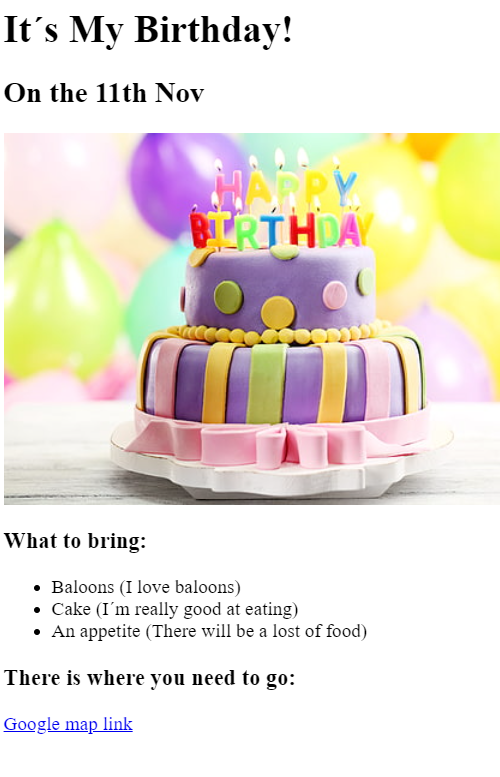 It´s My Birthday!
On the 11th Nov
HAPPY
BIRTHDAY
What to bring:
Baloons (I love baloons)
Cake (I´m really good at eating)
An appetite (There will be a lost of food)
There is where you need to go:
Google map link